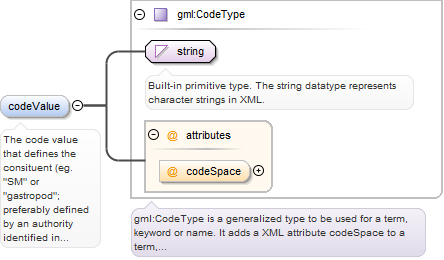 gml:CodeType
string
Built-in primitive type. The string datatype represents
character strings in XML.
codeValue
@ attributes
@ codeSpace
The code value
that defines the
consituent (eg.
"SM" or
"gastropod";
preferably defined
by an authority
identified in...
gml:CodeType is a generalized type to be used for a term,
keyword or name. It adds a XML attribute codeSpace to a
term,...